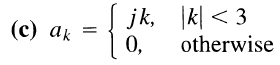 (c) a_k = { jk, |k| < 3
0, otherwise